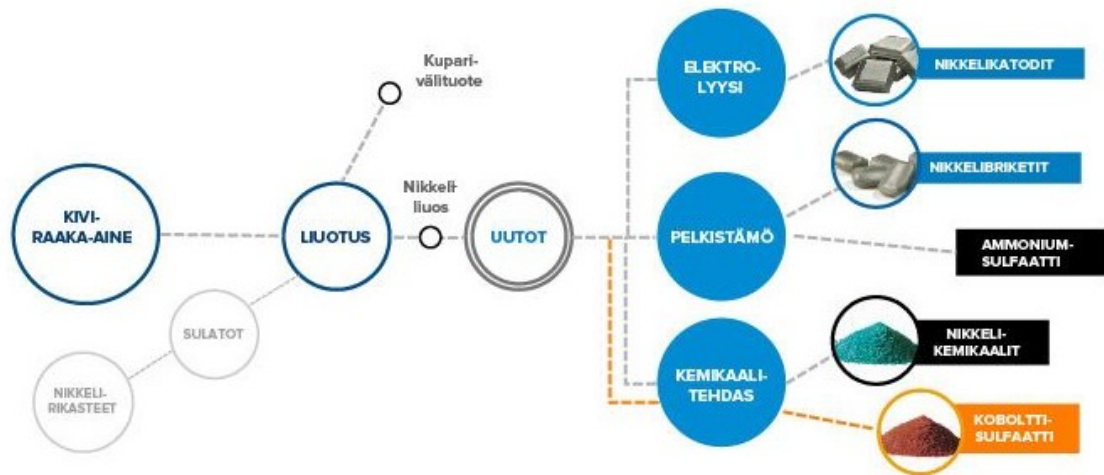 Kupari-
välituote
ELEKTRO-
LYYSI
NIKKELIKATODIT
NIKKELIBRIKETIT
KIVI-
RAAKA-AINE
LIUOTUS
Nikkeli-
liuos
UUTOT
PELKISTÄMÖ
AMMONIUM-
SULFAATTI
SULATOT
NIKKELI-
RIKASTEET
KEMIKAALI-
TEHDAS
NIKKELI-
KEMIKAALIT
KOBOLTTI-
SULFAATTI